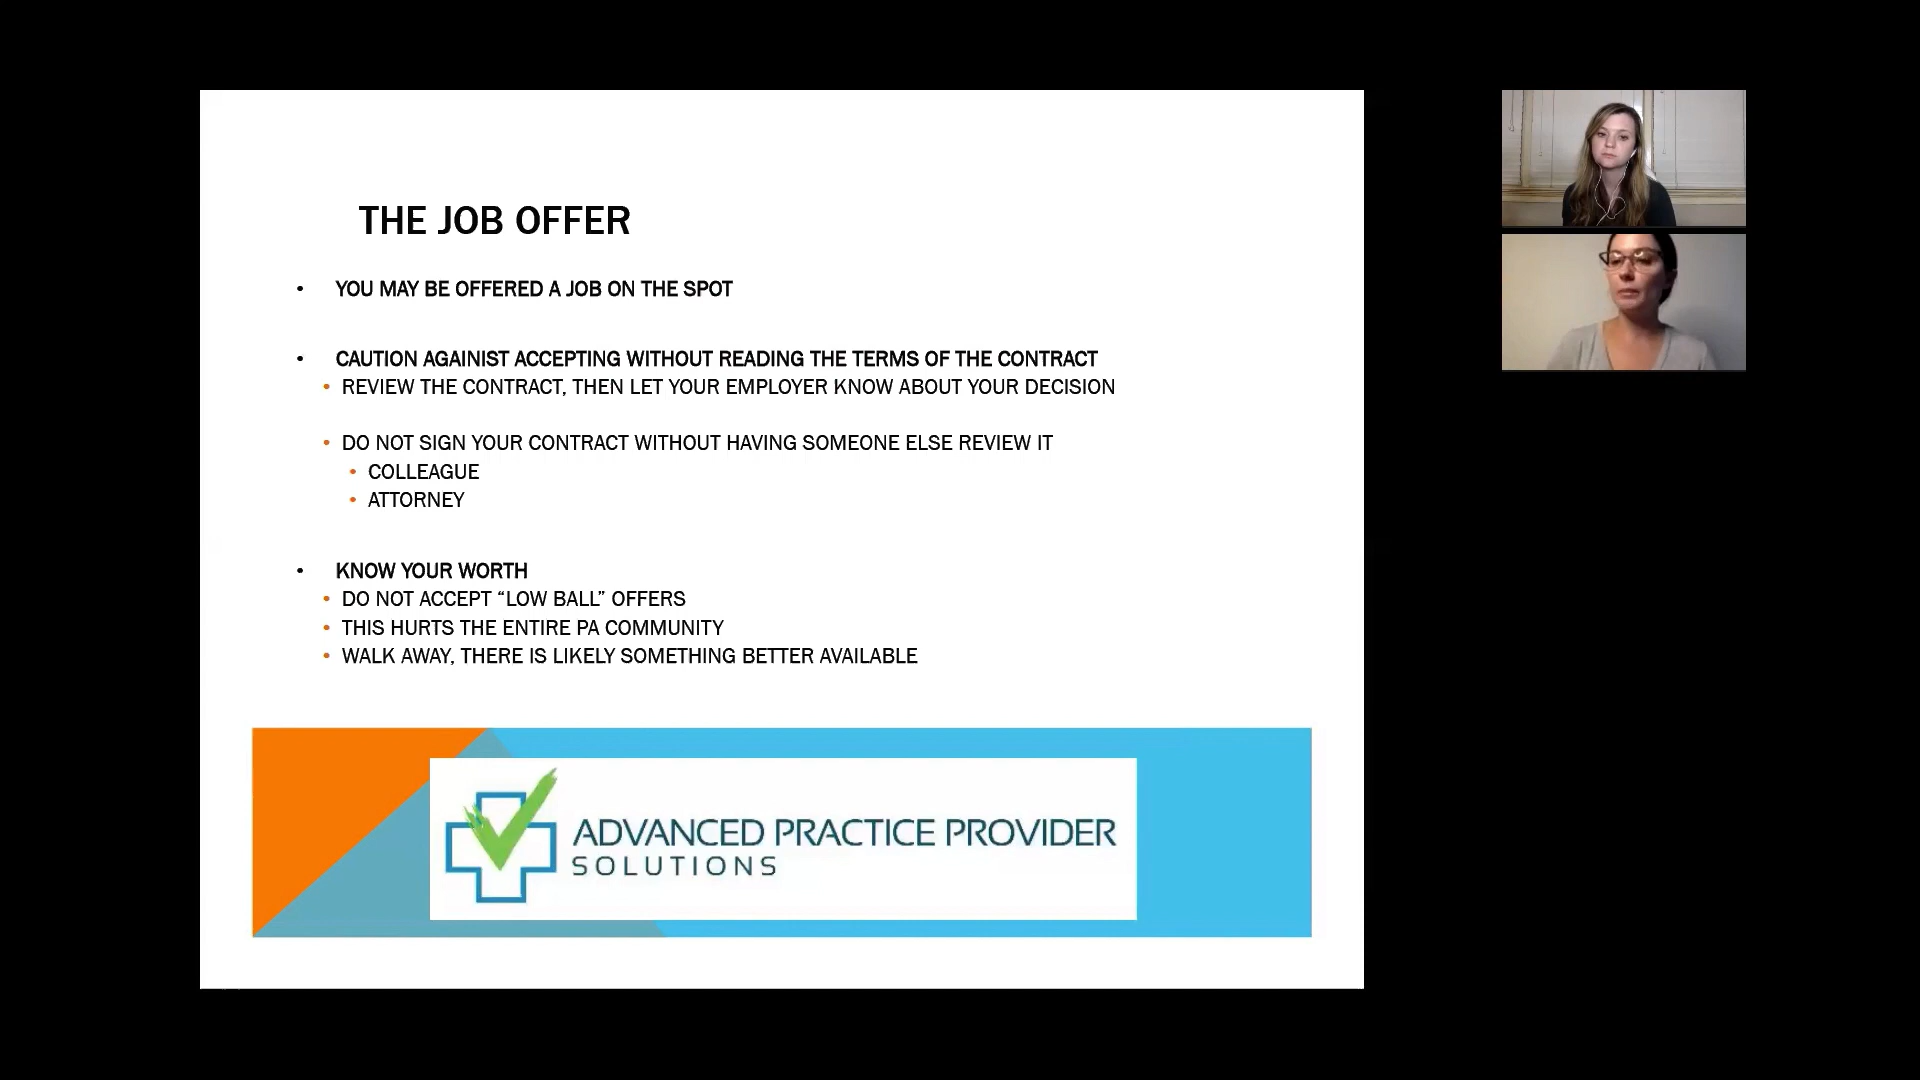 THE JOB OFFER
• YOU MAY BE OFFERED A JOB ON THE SPOT
• CAUTION AGAINIST ACCEPTING WITHOUT READING THE TERMS OF THE CONTRACT
• REVIEW THE CONTRACT, THEN LET YOUR EMPLOYER KNOW ABOUT YOUR DECISION
• DO NOT SIGN YOUR CONTRACT WITHOUT HAVING SOMEONE ELSE REVIEW IT
• COLLEAGUE
• ATTORNEY
• KNOW YOUR WORTH
• DO NOT ACCEPT “LOW BALL” OFFERS
• THIS HURTS THE ENTIRE PA COMMUNITY
• WALK AWAY, THERE IS LIKELY SOMETHING BETTER AVAILABLE
ADVANCED PRACTICE PROVIDER
SOLUTIONS